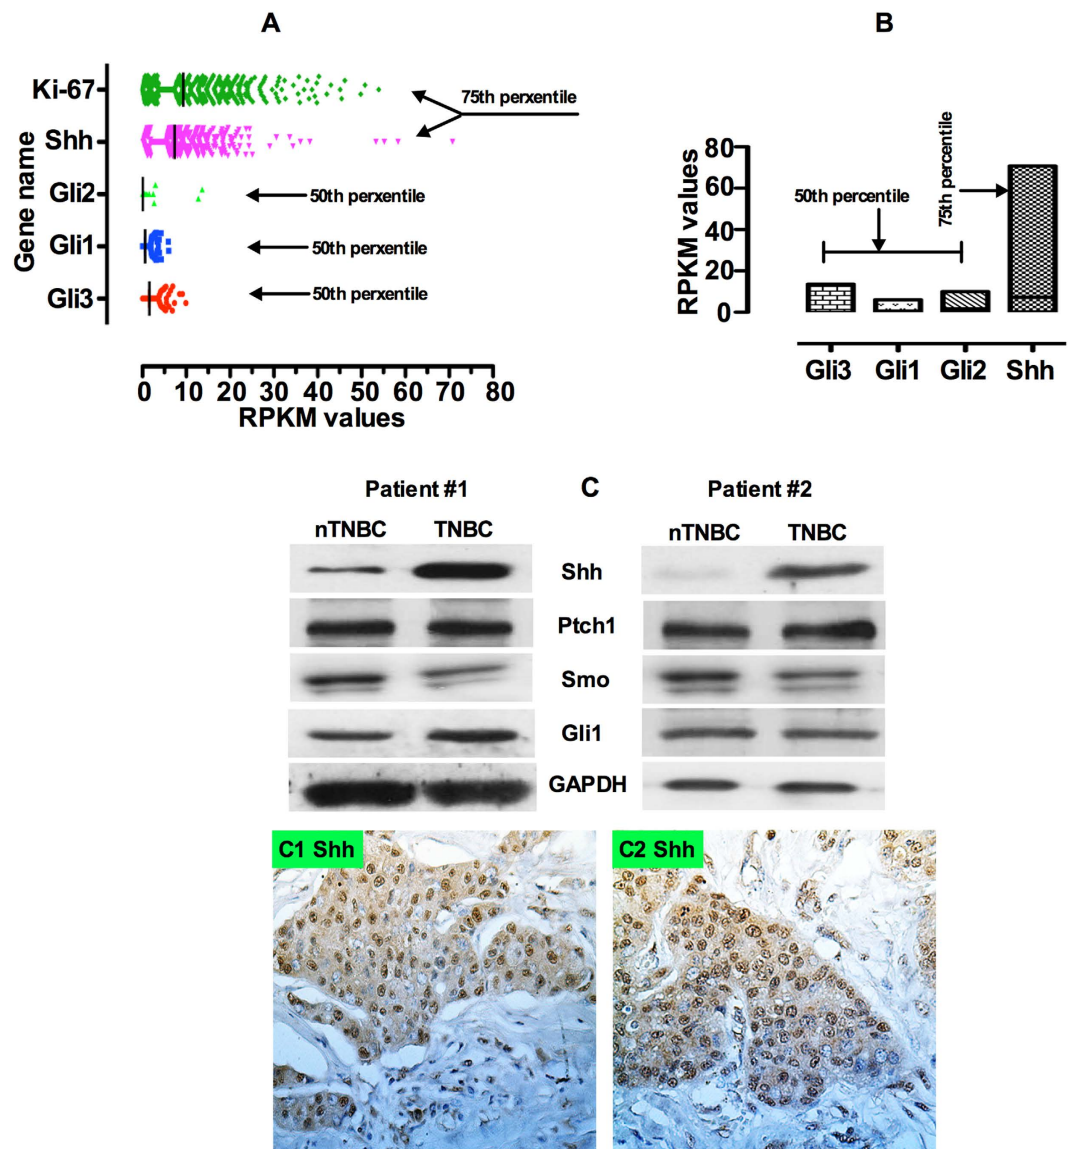 A
Gene name
Ki-67
Shh
Gli2
Gli1
Gli3
75th perxentile
50th perxentile
50th perxentile
50th perxentile
0 10 20 30 40 50 60 70 80
RPKM values
B
RPKM values
80
60
40
20
0
50th percentile
75th percentile
Gli3 Gli1 Gli2 Shh
C
Patient #1
Patient #2
nTNBC TNBC
nTNBC TNBC
Shh
Ptch1
Smo
Gli1
GAPDH
C1 Shh
C2 Shh